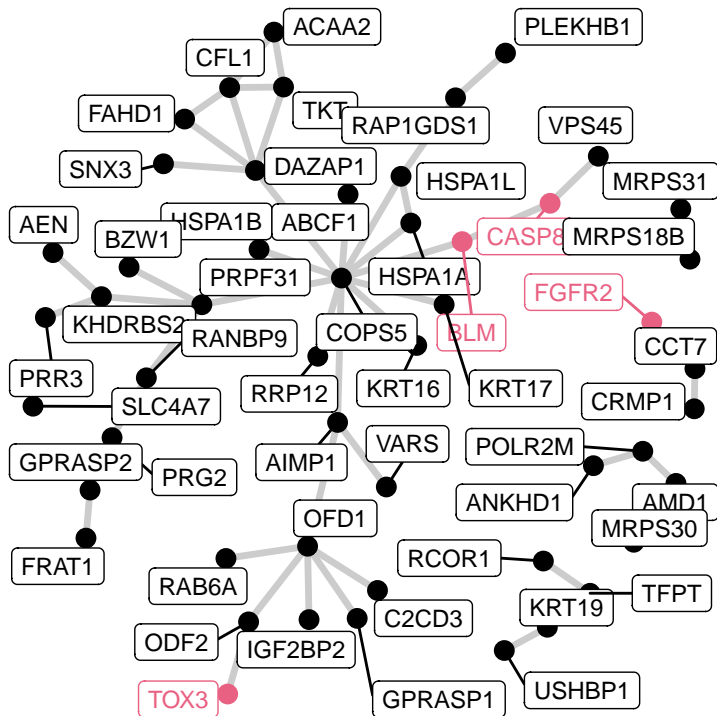 ACAA2
PLEKHB1
CFL1
FAHD1
TKT
RAP1GDS1
VPS45
SNX3
DAZAP1
HSPA1L
MRPS31
AEN
HSPA1B
ABCF1
CASP8
MRPS18B
BZW1
PRPF31
HSPA1A
FGFR2
KHDRBS2
RANBP9
COPS5
BLM
CCT7
PRR3
SLC4A7
RRP12
KRT16
KRT17
CRMP1
GPRASP2
PRG2
AIMP1
VARS
POLR2M
ANKHD1
AMD1
FRAT1
OFD1
MRPS30
RAB6A
RCOR1
C2CD3
KRT19
TFPT
ODF2
IGF2BP2
TOX3
GPRASP1
USHBP1